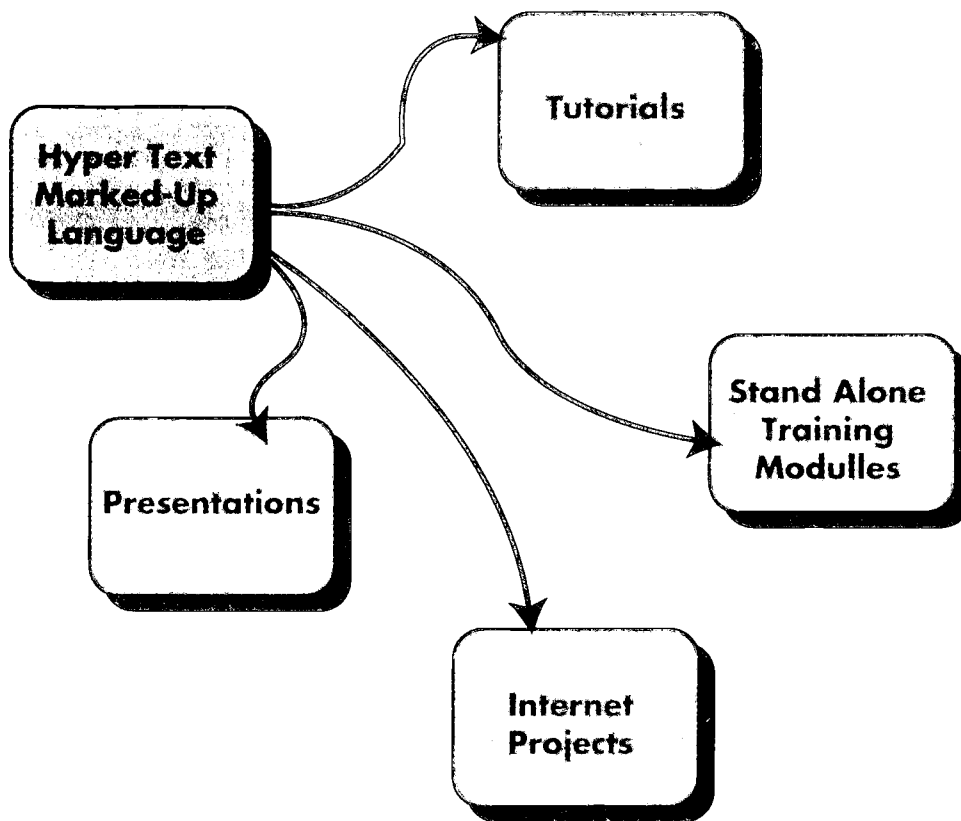 Tutorials
Hyper Text
Marked-Up
Language
Stand Alone
Training
Modulles
Presentations
Internet
Projects